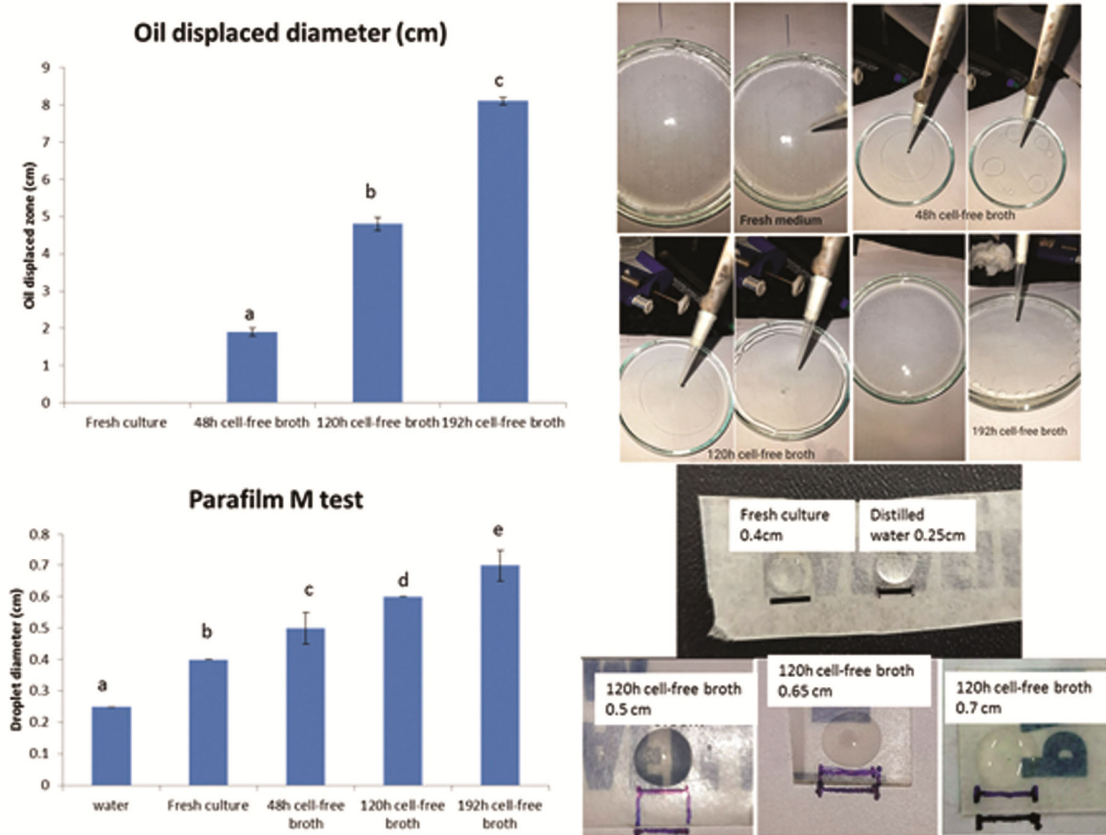 Oil displaced diameter (cm)
Oil displaced zone (cm)
9
8
7
6
5
4
3
2
1
0
a
b
c
Fresh culture
48h cell-free broth
120h cell-free broth
192h cell-free broth
Fresh medium
48h cell-free broth
120h cell-free broth
192h cell-free broth
Parafilm M test
Droplet diameter (cm)
0.8
0.7
0.6
0.5
0.4
0.3
0.2
0.1
0
a
b
c
d
e
water
Fresh culture
48h cell-free
broth
120h cell-free
broth
192h cell-free
broth
Fresh culture
0.4cm
Distilled
water 0.25cm
120h cell-free broth
0.5 cm
120h cell-free broth
0.65 cm
120h cell-free broth
0.7 cm